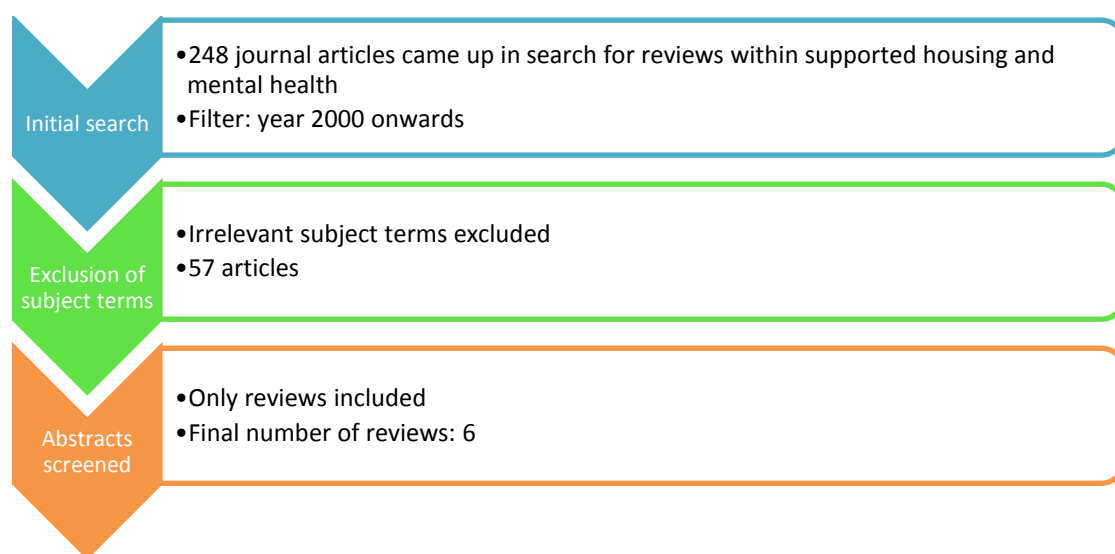 Initial search
•248 journal articles came up in search for reviews within supported housing and
mental health
•Filter: year 2000 onwards
Exclusion of
subject terms
•Irrelevant subject terms excluded
•57 articles
Abstracts
screened
•Only reviews included
•Final number of reviews: 6